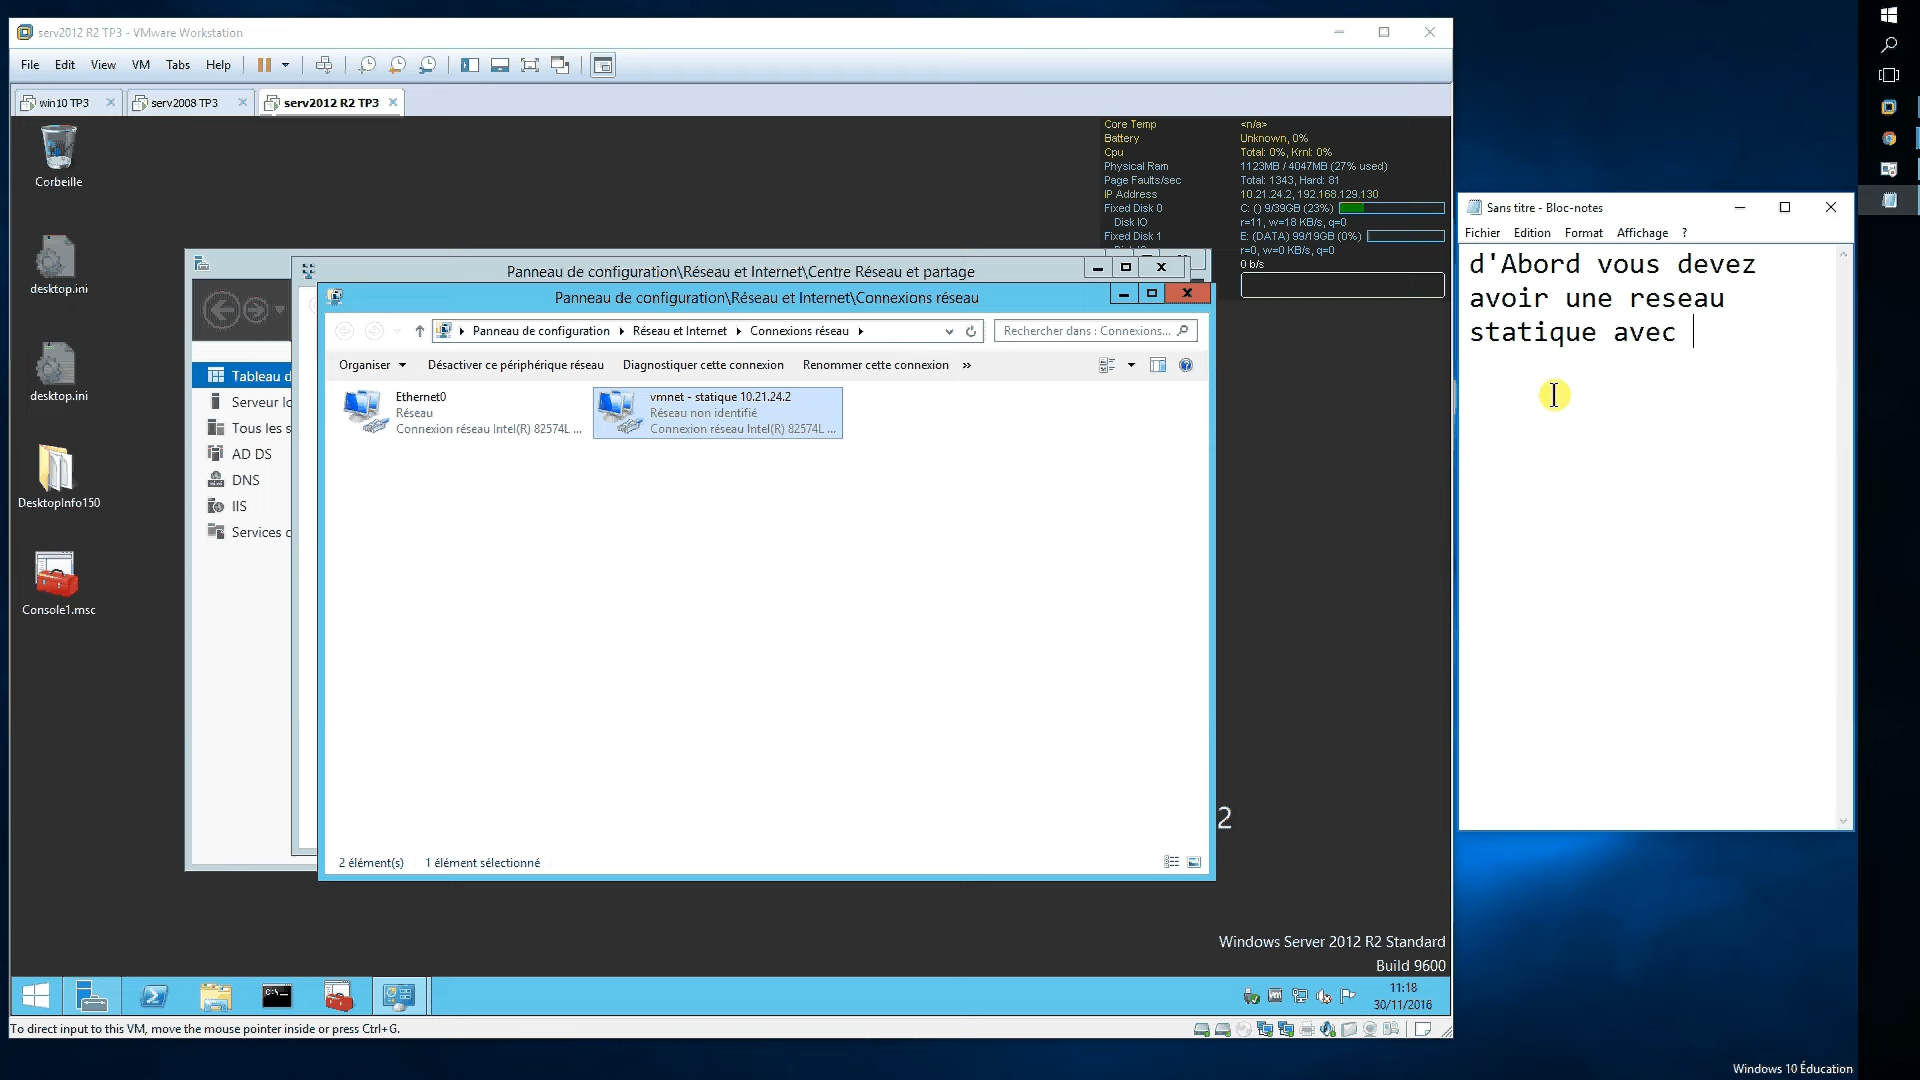 serv2012 R2 TP3 - VMware Workstation
File Edit View VM Tabs Help
win10 TP3 serv2008 TP3 serv2012 R2 TP3
Corbeille
desktop.ini
desktop.ini
DesktopInfo150
Console1.msc
Core Temp <n/a>
Battery Unknown, 0%
Cpu Total: 0%, Krnl: 0%
Physical Ram 1123MB / 4047MB (27% used)
Page Faults/sec Total: 1343, Hard: 81
IP Address 10.21.24.2, 192.168.129.130
Fixed Disk 0 C: () 9/39GB (23%)
Disk IO r=11, w=18 KB/s, q=0
Fixed Disk 1 E: (DATA) 99/19GB (0%)
r=0, w=0 KB/s, q=0
0 b/s
Tableau d
Serveur lo
Tous les s
AD DS
DNS
IIS
Services d
Panneau de configuration\Réseau et Internet\Centre Réseau et partage
Panneau de configuration\Réseau et Internet\Connexions réseau
Panneau de configuration Réseau et Internet Connexions réseau
Rechercher dans : Connexions...
Organiser Désactiver ce périphérique réseau Diagnostiquer cette connexion Renommer cette connexion »
Ethernet0
Réseau
Connexion réseau Intel(R) 82574L ...
vmnet - statique 10.21.24.2
Réseau non identifié
Connexion réseau Intel(R) 82574L ...
2 élément(s) 1 élément sélectionné
2
Windows Server 2012 R2 Standard
Build 9600
11:18
30/11/2016
To direct input to this VM, move the mouse pointer inside or press Ctrl+G.
Sans titre - Bloc-notes
Fichier Edition Format Affichage ?
d'Abord vous devez
avoir une reseau
statique avec
Windows 10 Éducation